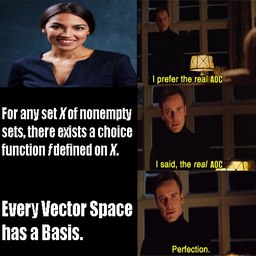 I prefer the real AOC
For any set X of nonempty
sets, there exists a choice
function f defined on X.
I said, the real AOC
Every Vector Space
has a Basis.
Perfection.